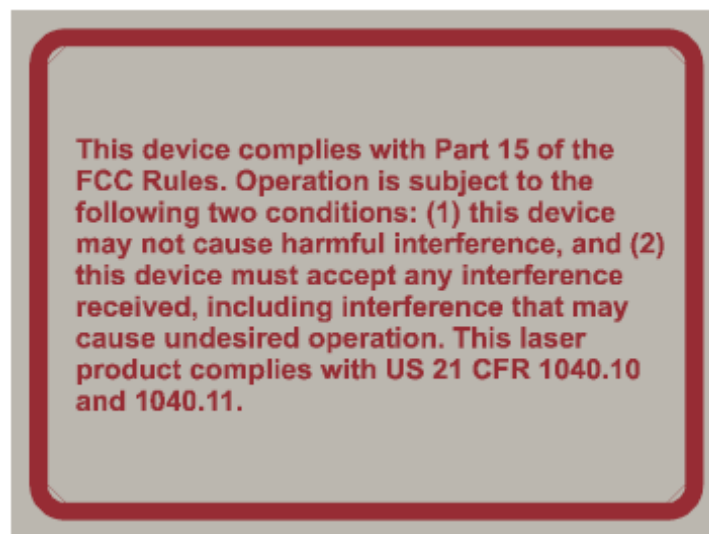 This device complies with Part 15 of the
FCC Rules. Operation is subject to the
following two conditions: (1) this device
may not cause harmful interference, and (2)
this device must accept any interference
received, including interference that may
cause undesired operation. This laser
product complies with US 21 CFR 1040.10
and 1040.11.